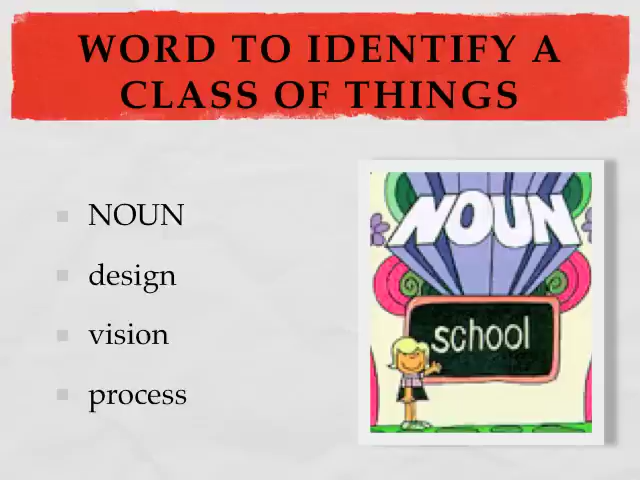 WORD TO IDENTIFY A
CLASS OF THINGS
NOUN
design
vision
process
NOUN
school